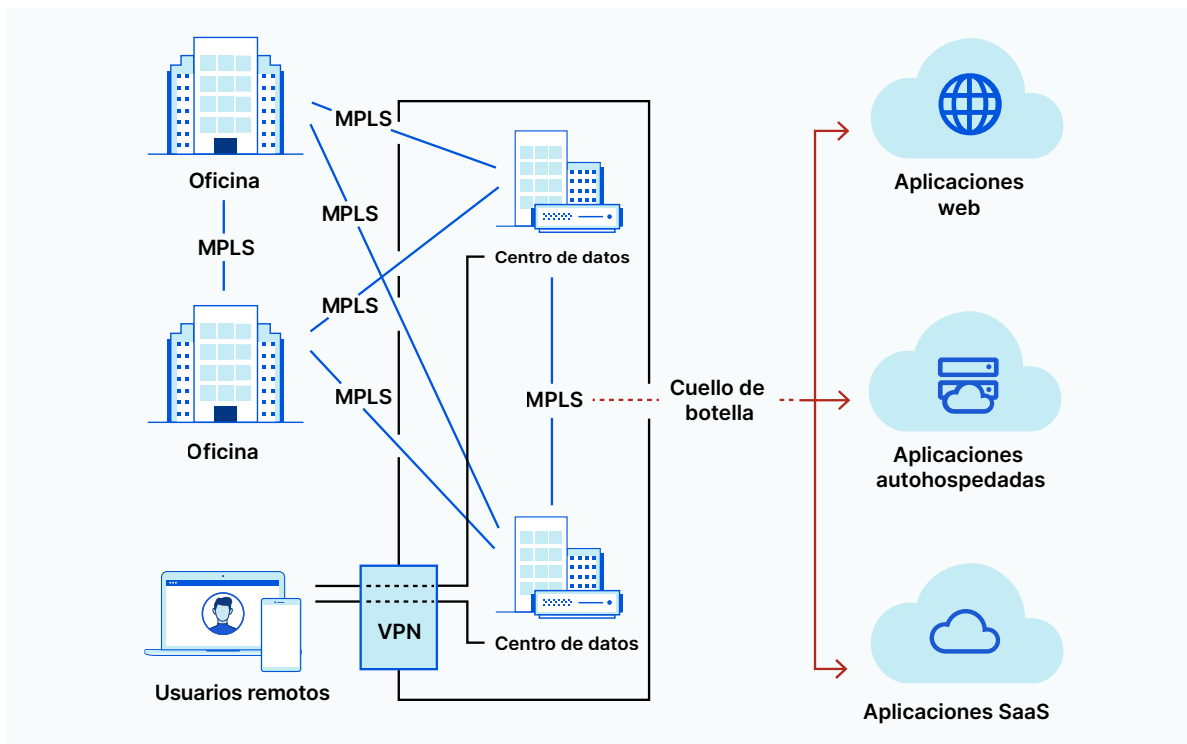 Oficina
MPLS
Oficina
Usuarios remotos
MPLS
MPLS
MPLS
MPLS
VPN
Centro de datos
MPLS
Centro de datos
Cuello de
botella
Aplicaciones
web
Aplicaciones
autohospedadas
Aplicaciones SaaS